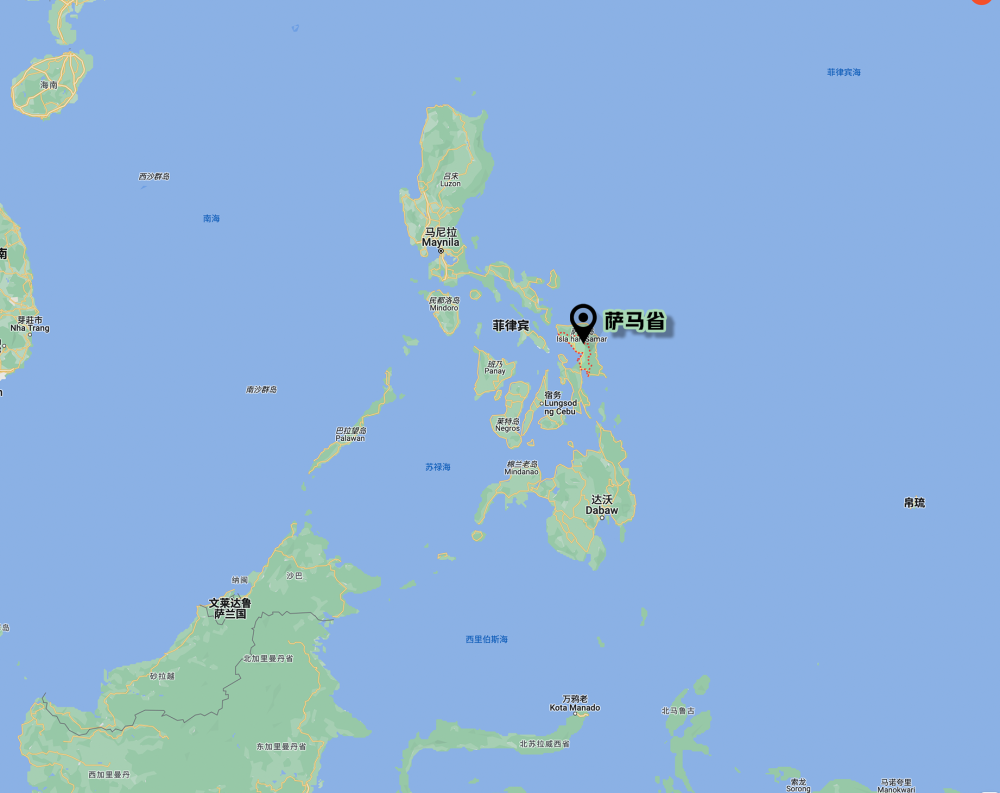 菲律宾海
海南
西沙群岛
吕宋
Luzon
南海
马尼拉
Maynila
南
民都洛岛
Mindoro
芽莊市
Nha Trang
菲律宾
萨马省
Isla han Samar
班乃
Panay
南沙群岛
宿务
Lungsod
ng Cebu
莱特岛
Negros
巴拉望岛
Palawan
苏禄海
棉兰老岛
Mindanao
达沃
Dabaw
帛琉
纳闽
沙巴
文莱达鲁
萨兰国
岛
西里伯斯海
北加里曼丹省
砂拉越
万鸦老
Kota Manado
北马鲁古
北苏拉威西省
东加里曼丹省
西加里曼丹
索龙
Sorong
马诺夸里
Manokwari